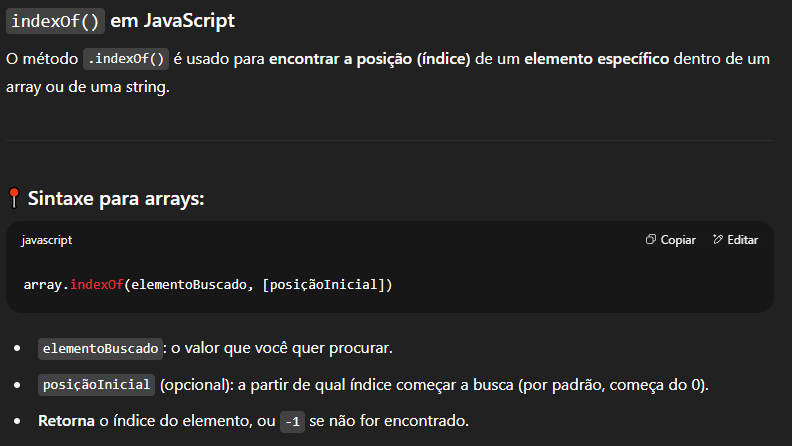 indexOf() em JavaScript
O método .indexOf() é usado para encontrar a posição (índice) de um elemento específico dentro de um
array ou de uma string.
Sintaxe para arrays:
javascript
Copiar
Editar
array.indexOf(elementoBuscado, [posiçãoInicial])
• elementoBuscado: o valor que você quer procurar.
• posiçãoInicial (opcional): a partir de qual índice começar a busca (por padrão, começa do 0).
• Retorna o índice do elemento, ou -1 se não for encontrado.